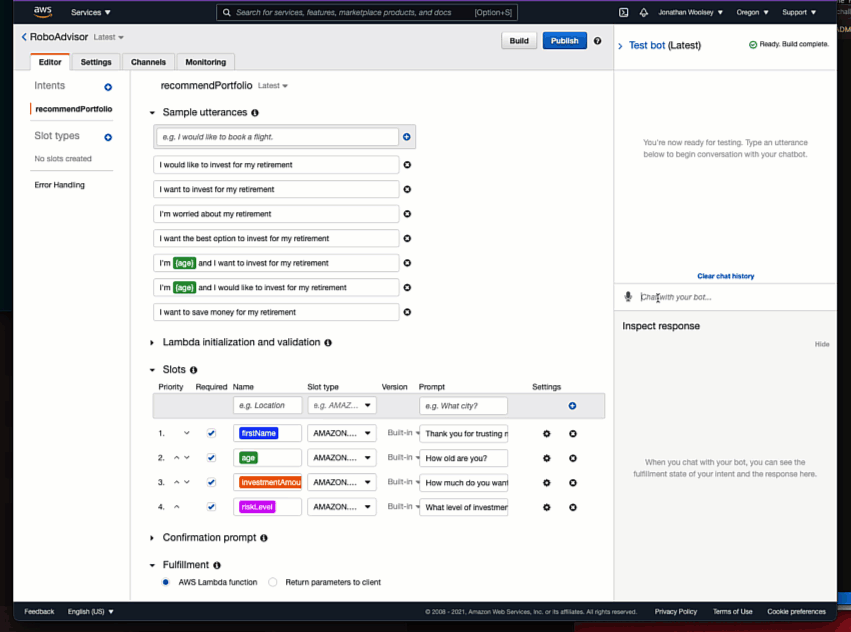 aws Services Search for services, features, marketplace products, and docs [Option+S] Jonathan Woolsey Oregon Support
RoboAdvisor Latest
Build Publish
Test bot (Latest) Ready. Build complete.
Editor Settings Channels Monitoring
Intents
recommendPortfolio
Slot types
No slots created
Error Handling
recommendPortfolio Latest
Sample utterances
e.g. I would like to book a flight.
I would like to invest for my retirement
I want to invest for my retirement
I'm worried about my retirement
I want the best option to invest for my retirement
I'm {age} and I want to invest for my retirement
I'm {age} and I would like to invest for my retirement
I want to save money for my retirement
Lambda initialization and validation
Slots
Priority Required Name Slot type Version Prompt Settings
e.g. Location e.g. AMAZ... e.g. What city?
1. firstName AMAZON.... Built-in Thank you for trusting
2. age AMAZON.... Built-in How old are you?
3. investmentAmou AMAZON.... Built-in How much do you want
4. riskLevel AMAZON.... Built-in What level of investmen
Confirmation prompt
Fulfillment
AWS Lambda function Return parameters to client
You're now ready for testing. Type an utterance
below to begin conversation with your chatbot.
Clear chat history
Chat with your bot...
Inspect response
Hide
When you chat with your bot, you can see the
fulfillment state of your intent and the response here.
Feedback English (US) © 2008 - 2021, Amazon Web Services, Inc. or its affiliates. All rights reserved. Privacy Policy Terms of Use Cookie preferences